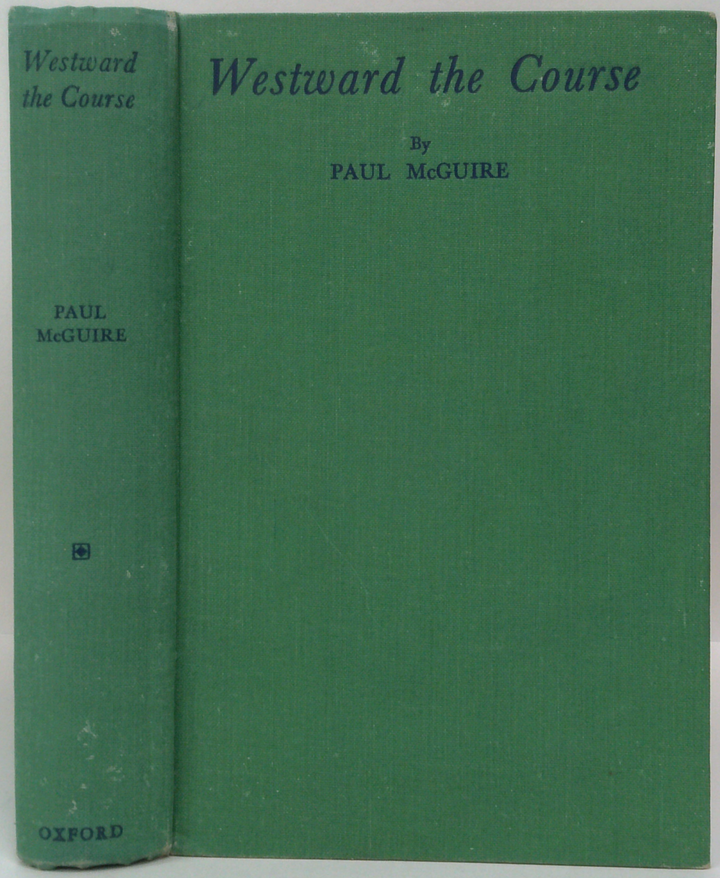 Westward
the Course
PAUL
McGUIRE
OXFORD
Westward the Course
By
PAUL McGUIRE